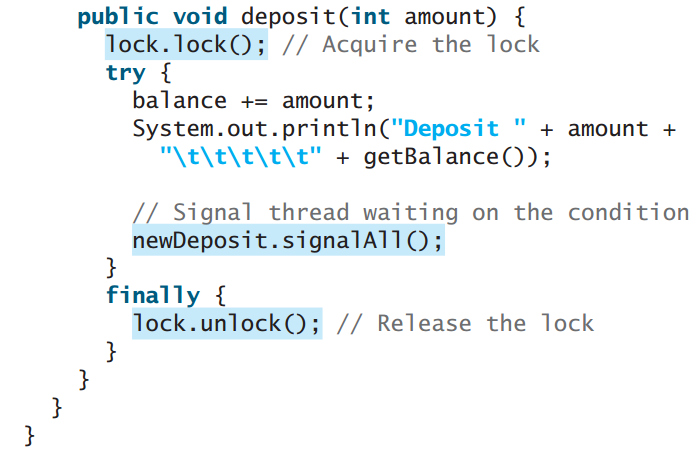 public void deposit(int amount) {
lock.lock(); // Acquire the lock
try {
balance += amount;
System.out.println("Deposit " + amount +
"\t\t\t\t\t" + getBalance());
// Signal thread waiting on the condition
newDeposit.signalAll();
}
finally {
lock.unlock(); // Release the lock
}
}
}
}